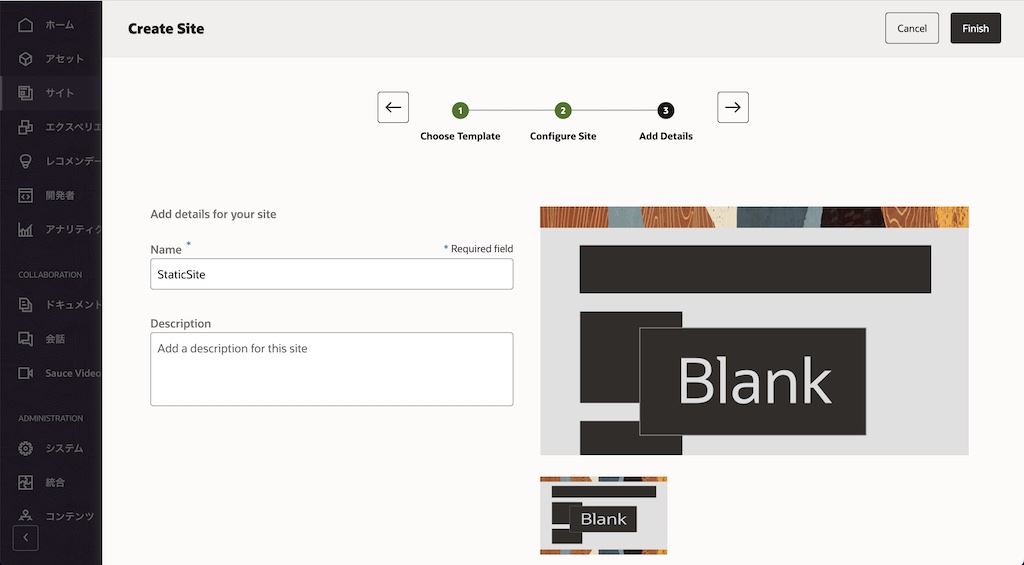 ホーム
アセット
サイト
エクスペリエ
レコメンデー
開発者
アナリティク
COLLABORATION
ドキュメント
会話
Sauce Video
ADMINISTRATION
システム
統合
コンテンツ
Create Site
Cancel
Finish
1
2
3
Choose Template
Configure Site
Add Details
Add details for your site
Name *
* Required field
StaticSite
Description
Add a description for this site
Blank
Blank